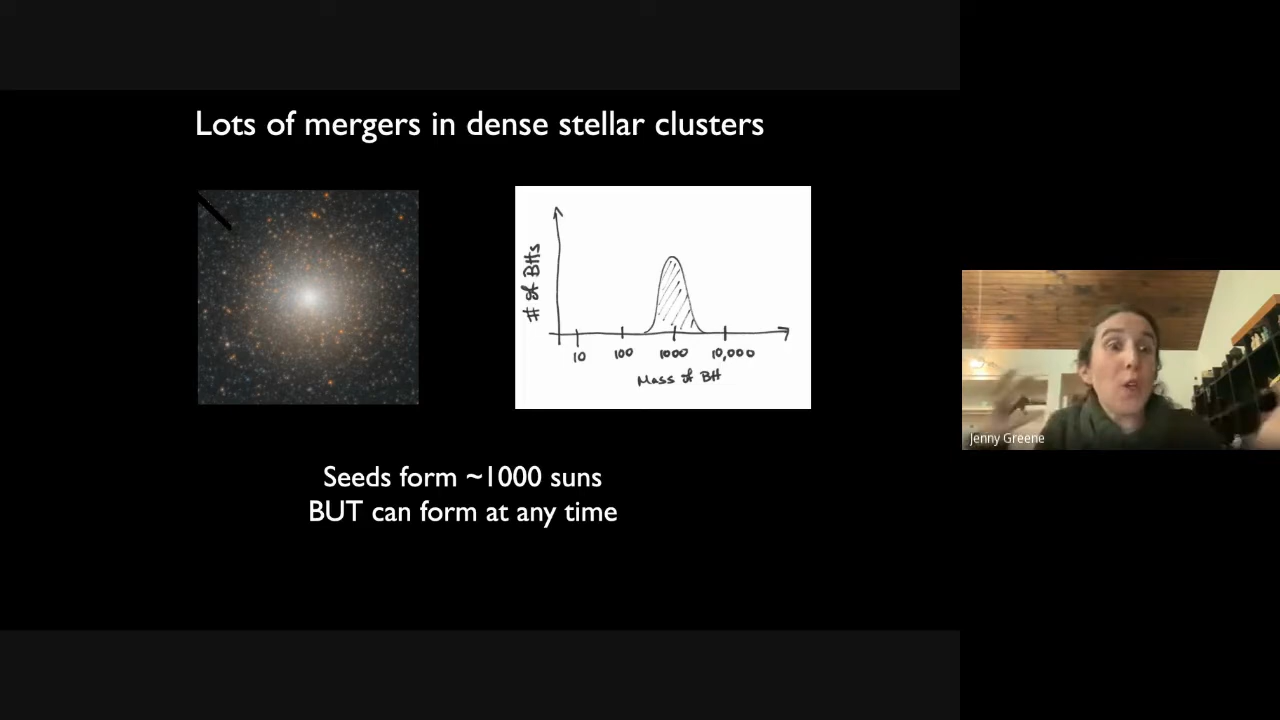 Lots of mergers in dense stellar clusters
# of BHs
10 100 1000 10,000
Mass of BH
Seeds form ~1000 suns
BUT can form at any time
Jenny Greene